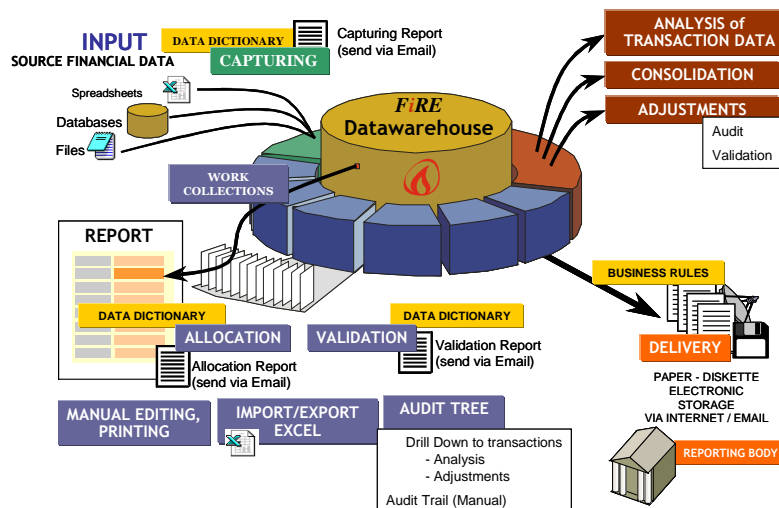 INPUT
SOURCE FINANCIAL DATA
DATA DICTIONARY
CAPTURING
Capturing Report
(send via Email)
ANALYSIS of
TRANSACTION DATA
CONSOLIDATION
ADJUSTMENTS
Audit
Validation
Spreadsheets
Databases
Files
FiRE
Datawarehouse
WORK
COLLECTIONS
REPORT
DATA DICTIONARY
ALLOCATION
Allocation Report
(send via Email)
VALIDATION
DATA DICTIONARY
Validation Report
(send via Email)
BUSINESS RULES
DELIVERY
PAPER - DISKETTE
ELECTRONIC
STORAGE
VIA INTERNET / EMAIL
REPORTING BODY
MANUAL EDITING,
PRINTING
IMPORT/EXPORT
EXCEL
AUDIT TREE
Drill Down to transactions
- Analysis
- Adjustments
Audit Trail (Manual)